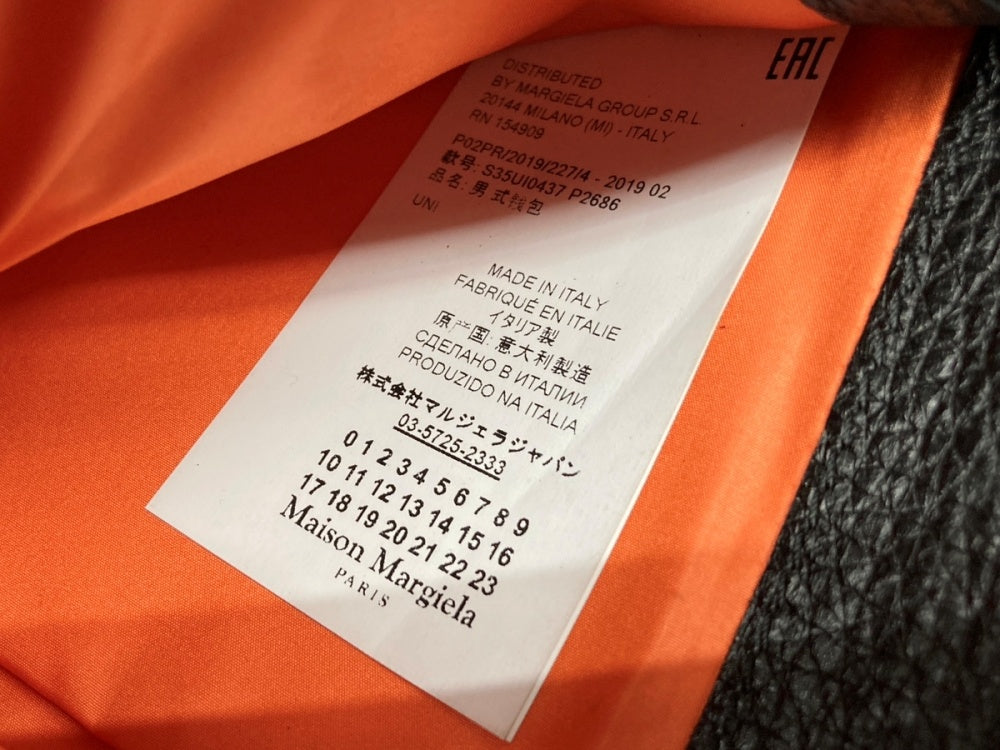 EAC
DISTRIBUTED
BY MARGIELA GROUP S.R.L.
20144 MILANO (MI) - ITALY
RN 154909
P02PR/2019/227/4 - 2019 02
款号: S35UI0437 P2686
品名: 男式钱包
UNI
MADE IN ITALY
FABRIQUÉ EN ITALIE
イタリア製
原产国: 意大利製造
СДЕЛАНО В ИТАЛИИ
PRODUZIDO NA ITALIA
株式会社マルジェラジャパン
03-5725-2333
0 1 2 3 4 5 6 7 8 9
10 11 12 13 14 15 16
17 18 19 20 21 22 23
Maison Margiela
PARIS